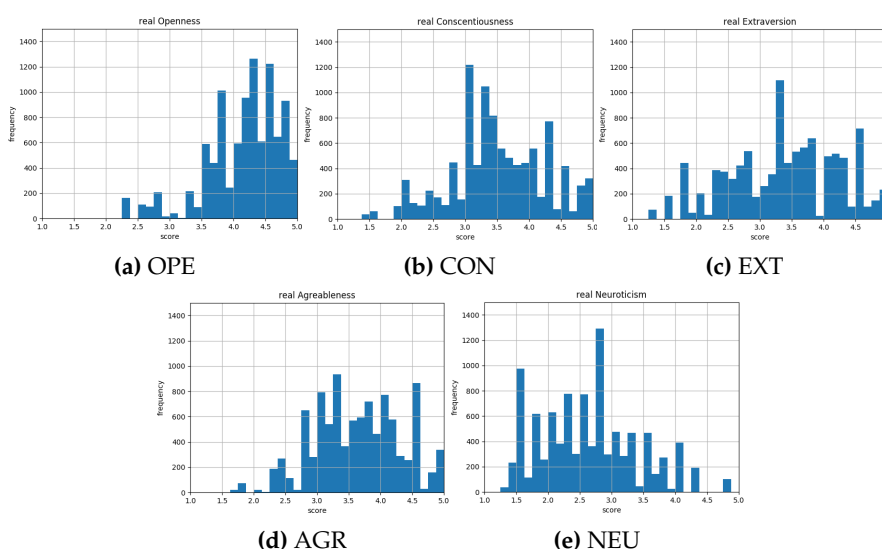 real Openness
1400
1200
1000
800
600
400
200
0
frequency
1.0 1.5 2.0 2.5 3.0 3.5 4.0 4.5 5.0
score
(a) OPE
real Conscentiousness
1400
1200
1000
800
600
400
200
0
frequency
1.0 1.5 2.0 2.5 3.0 3.5 4.0 4.5 5.0
score
(b) CON
real Extraversion
1400
1200
1000
800
600
400
200
0
frequency
1.0 1.5 2.0 2.5 3.0 3.5 4.0 4.5 5.0
score
(c) EXT
real Agreableness
1400
1200
1000
800
600
400
200
0
frequency
1.0 1.5 2.0 2.5 3.0 3.5 4.0 4.5 5.0
score
(d) AGR
real Neuroticism
1400
1200
1000
800
600
400
200
0
frequency
1.0 1.5 2.0 2.5 3.0 3.5 4.0 4.5 5.0
score
(e) NEU